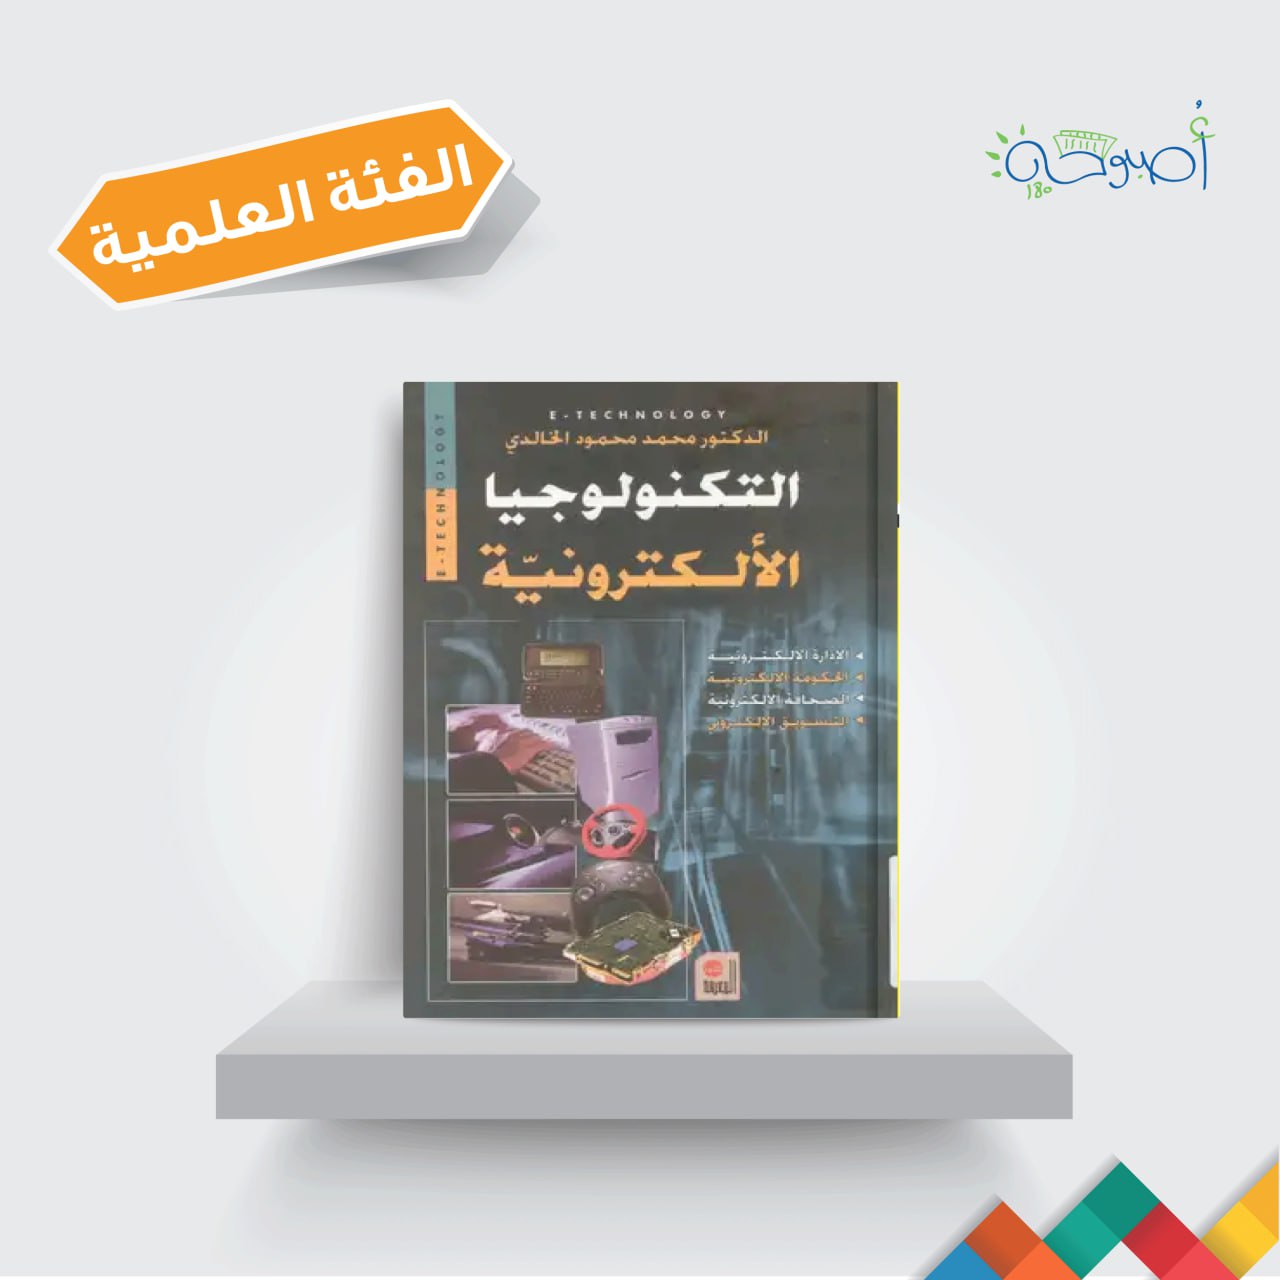 أصبوحة
١٨٠
الفئة العلمية
E-TECHNOLOGY
الدكتور محمد محمود الخالدي
التكنولوجيا
الألكترونيّة
E-TECHNOLOGY
الادارة الالكترونية
الحكومة الالكترونية
الصحافة الالكترونية
التسويق الالكتروني